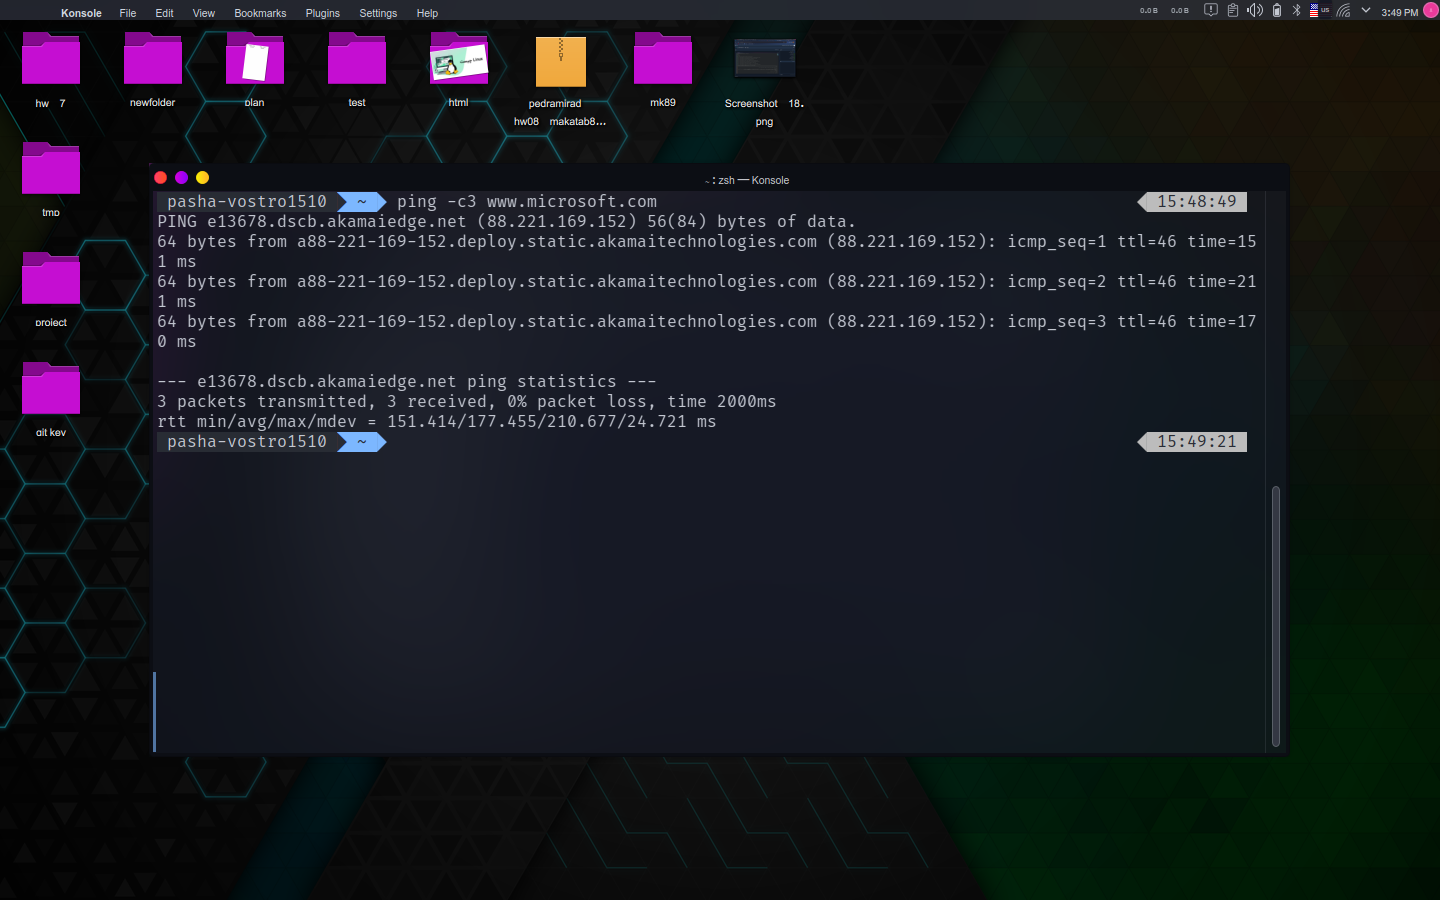 Konsole File Edit View Bookmarks Plugins Settings Help
0.0 B 0.0 B US 3:49 PM
hw 7 newfolder plan test html pedramirad mk89 Screenshot 18.
hw08 makatab8... png
tmp
project
git key
~ : zsh — Konsole
pasha-vostro1510 ~ ping -c3 www.microsoft.com 15:48:49
PING e13678.dscb.akamaiedge.net (88.221.169.152) 56(84) bytes of data.
64 bytes from a88-221-169-152.deploy.static.akamaitechnologies.com (88.221.169.152): icmp_seq=1 ttl=46 time=15
1 ms
64 bytes from a88-221-169-152.deploy.static.akamaitechnologies.com (88.221.169.152): icmp_seq=2 ttl=46 time=21
1 ms
64 bytes from a88-221-169-152.deploy.static.akamaitechnologies.com (88.221.169.152): icmp_seq=3 ttl=46 time=17
0 ms
--- e13678.dscb.akamaiedge.net ping statistics ---
3 packets transmitted, 3 received, 0% packet loss, time 2000ms
rtt min/avg/max/mdev = 151.414/177.455/210.677/24.721 ms
pasha-vostro1510 ~ 15:49:21